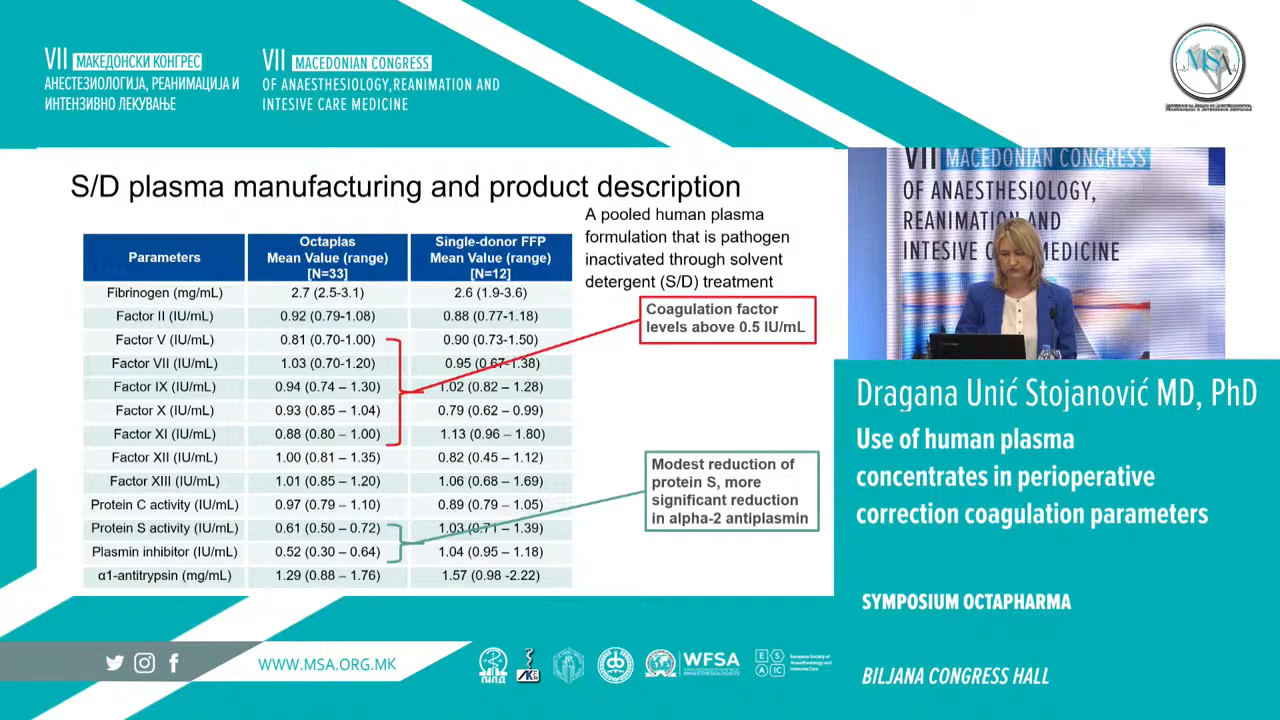 VII МАКЕДОНСКИ КОНГРЕС
АНЕСТЕЗИОЛОГИЈА, РЕАНИМАЦИЈА И
ИНТЕНЗИВНО ЛЕКУВАЊЕ
VII MACEDONIAN CONGRESS
OF ANAESTHESIOLOGY,REANIMATION AND
INTESIVE CARE MEDICINE
MSA
S/D plasma manufacturing and product description
A pooled human plasma
formulation that is pathogen
inactivated through solvent
detergent (S/D) treatment
Parameters | Octaplas Mean Value (range) [N=33] | Single-donor FFP Mean Value (range) [N=12]
Fibrinogen (mg/mL) 2.7 (2.5-3.1) 2.6 (1.9-3.6)
Factor II (IU/mL) 0.92 (0.79-1.08) 0.88 (0.77-1.18)
Factor V (IU/mL) 0.81 (0.70-1.00) 0.90 (0.73-1.50)
Factor VII (IU/mL) 1.03 (0.70-1.20) 0.95 (0.67-1.38)
Factor IX (IU/mL) 0.94 (0.74 – 1.30) 1.02 (0.82 – 1.28)
Factor X (IU/mL) 0.93 (0.85 – 1.04) 0.79 (0.62 – 0.99)
Factor XI (IU/mL) 0.88 (0.80 – 1.00) 1.13 (0.96 – 1.80)
Factor XII (IU/mL) 1.00 (0.81 – 1.35) 0.82 (0.45 – 1.12)
Factor XIII (IU/mL) 1.01 (0.85 – 1.20) 1.06 (0.68 – 1.69)
Protein C activity (IU/mL) 0.97 (0.79 – 1.10) 0.89 (0.79 – 1.05)
Protein S activity (IU/mL) 0.61 (0.50 – 0.72) 1.03 (0.71 – 1.39)
Plasmin inhibitor (IU/mL) 0.52 (0.30 – 0.64) 1.04 (0.95 – 1.18)
α1-antitrypsin (mg/mL) 1.29 (0.88 – 1.76) 1.57 (0.98 -2.22)
Coagulation factor
levels above 0.5 IU/mL
Modest reduction of
protein S, more
significant reduction
in alpha-2 antiplasmin
VII MACEDONIAN CONGRESS
OF ANAESTHESIOLOGY,
REANIMATION AND
INTESIVE CARE MEDICINE
Dragana Unić Stojanović MD, PhD
Use of human plasma
concentrates in perioperative
correction coagulation parameters
SYMPOSIUM OCTAPHARMA
BILJANA CONGRESS HALL
WWW.MSA.ORG.MK
WFSA
E S
A IC
European Society of
Anaesthesiology and
Intensive Care